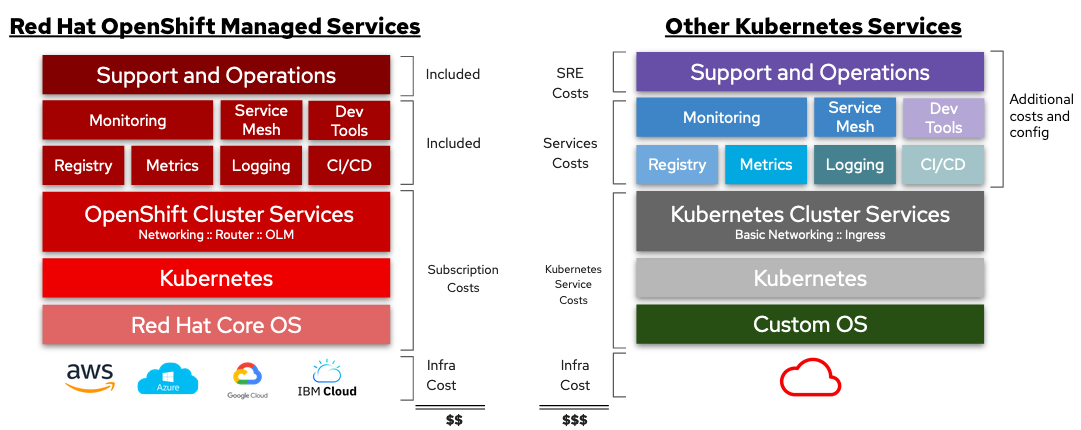 Red Hat OpenShift Managed Services
Support and Operations
Included
Monitoring
Service
Mesh
Dev
Tools
Included
Registry
Metrics
Logging
CI/CD
OpenShift Cluster Services
Networking :: Router :: OLM
Kubernetes
Red Hat Core OS
Subscription
Costs
aws
Azure
Google Cloud
IBM Cloud
Infra
Cost
$$
Other Kubernetes Services
SRE
Costs
Support and Operations
Services
Costs
Monitoring
Service
Mesh
Dev
Tools
Registry
Metrics
Logging
CI/CD
Additional
costs and
config
Kubernetes
Service
Costs
Kubernetes Cluster Services
Basic Networking :: Ingress
Kubernetes
Custom OS
Infra
Cost
$$$